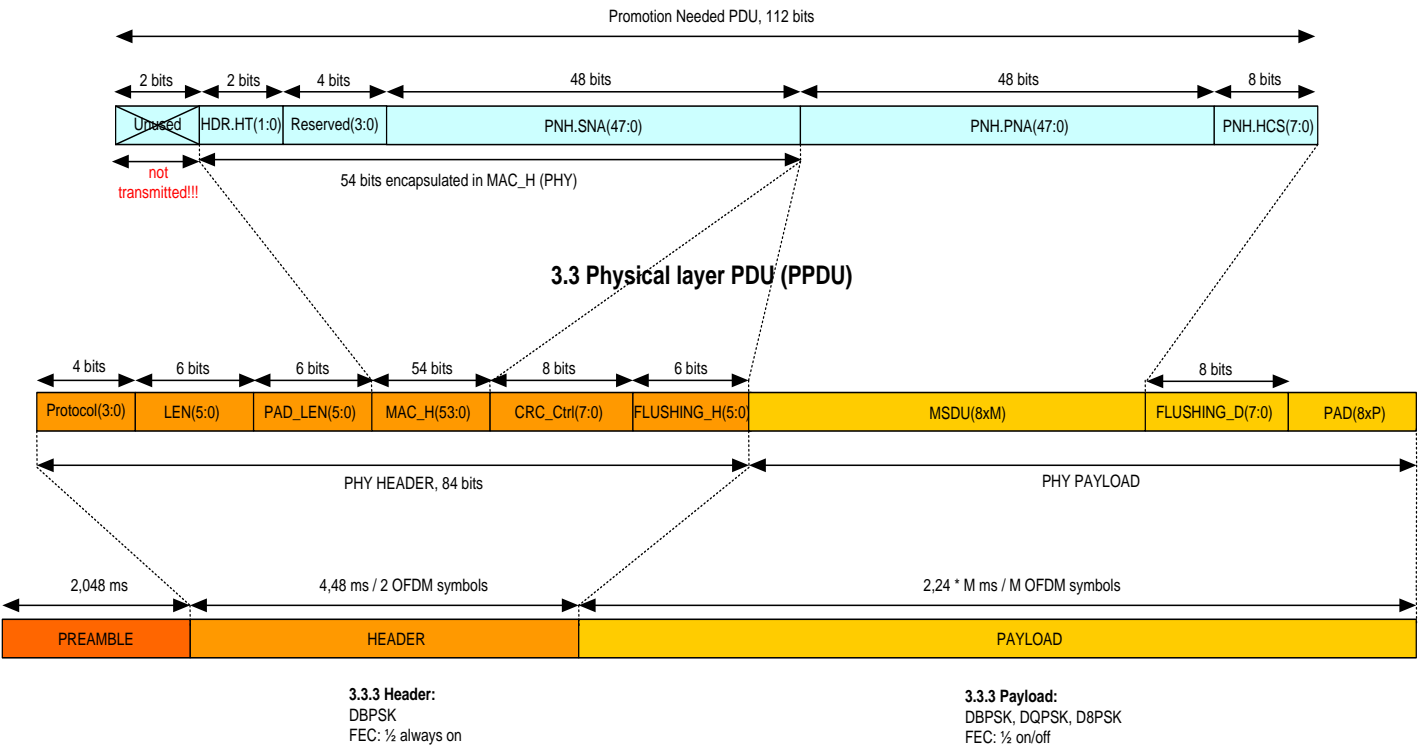 Promotion Needed PDU, 112 bits
2 bits
2 bits
4 bits
48 bits
48 bits
8 bits
Unused
HDR.HT(1:0)
Reserved(3:0)
PNH.SNA(47:0)
PNH.PNA(47:0)
PNH.HCS(7:0)
not
transmitted!!!
54 bits encapsulated in MAC_H (PHY)
3.3 Physical layer PDU (PPDU)
4 bits
6 bits
6 bits
54 bits
8 bits
6 bits
8 bits
Protocol(3:0)
LEN(5:0)
PAD_LEN(5:0)
MAC_H(53:0)
CRC_Ctrl(7:0)
FLUSHING_H(5:0)
MSDU(8xM)
FLUSHING_D(7:0)
PAD(8xP)
PHY HEADER, 84 bits
PHY PAYLOAD
2,048 ms
4,48 ms / 2 OFDM symbols
2,24 * M ms / M OFDM symbols
PREAMBLE
HEADER
PAYLOAD
3.3.3 Header:
DBPSK
FEC: ½ always on
3.3.3 Payload:
DBPSK, DQPSK, D8PSK
FEC: ½ on/off